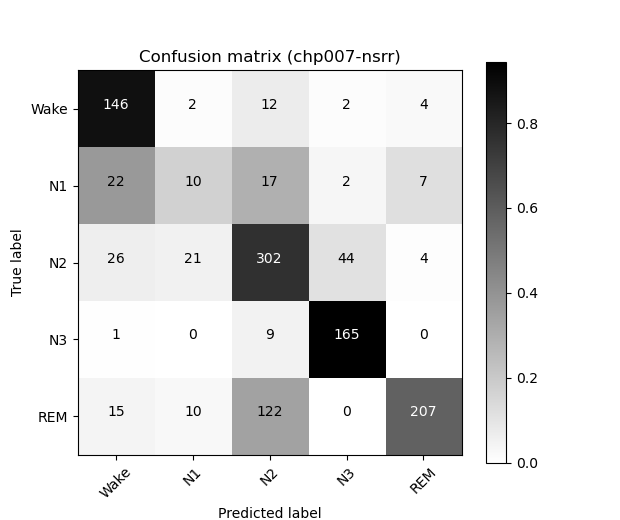 Confusion matrix (chp007-nsrr)
Wake 146 2 12 2 4
N1 22 10 17 2 7
N2 26 21 302 44 4
N3 1 0 9 165 0
REM 15 10 122 0 207
Wake N1 N2 N3 REM
Predicted label
True label
0.8
0.6
0.4
0.2
0.0